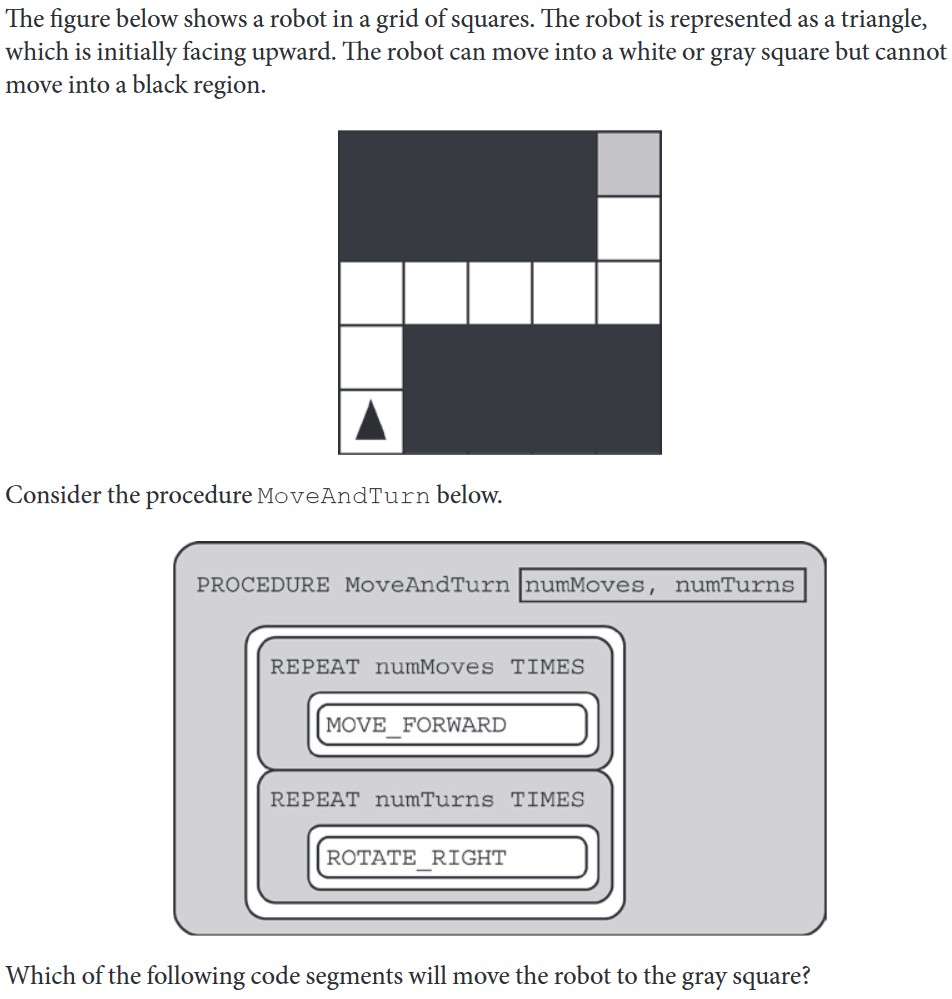 The figure below shows a robot in a grid of squares. The robot is represented as a triangle,
which is initially facing upward. The robot can move into a white or gray square but cannot
move into a black region.
Consider the procedure MoveAndTurn below.
PROCEDURE MoveAndTurn numMoves, numTurns
REPEAT numMoves TIMES
MOVE_FORWARD
REPEAT numTurns TIMES
ROTATE_RIGHT
Which of the following code segments will move the robot to the gray square?